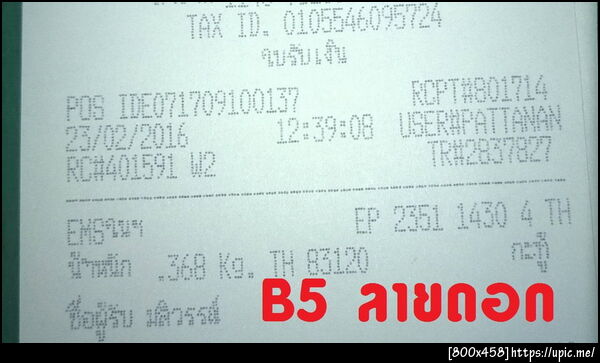 TAX ID. 0105546095724
ใบรับเงิน
POS IDE071709100137 RCPT#801714
23/02/2016 12:39:08 USER#PATTANAN
RC#401591 W2 TR#2837827
EMSในฯ EP 2351 1430 4 TH
น้ำหนัก .368 Kg. TH 83120 กะทู้
ชื่อผู้รับ มติวรรณ์
B5 ลายดอก
[800x458]https://upic.me/